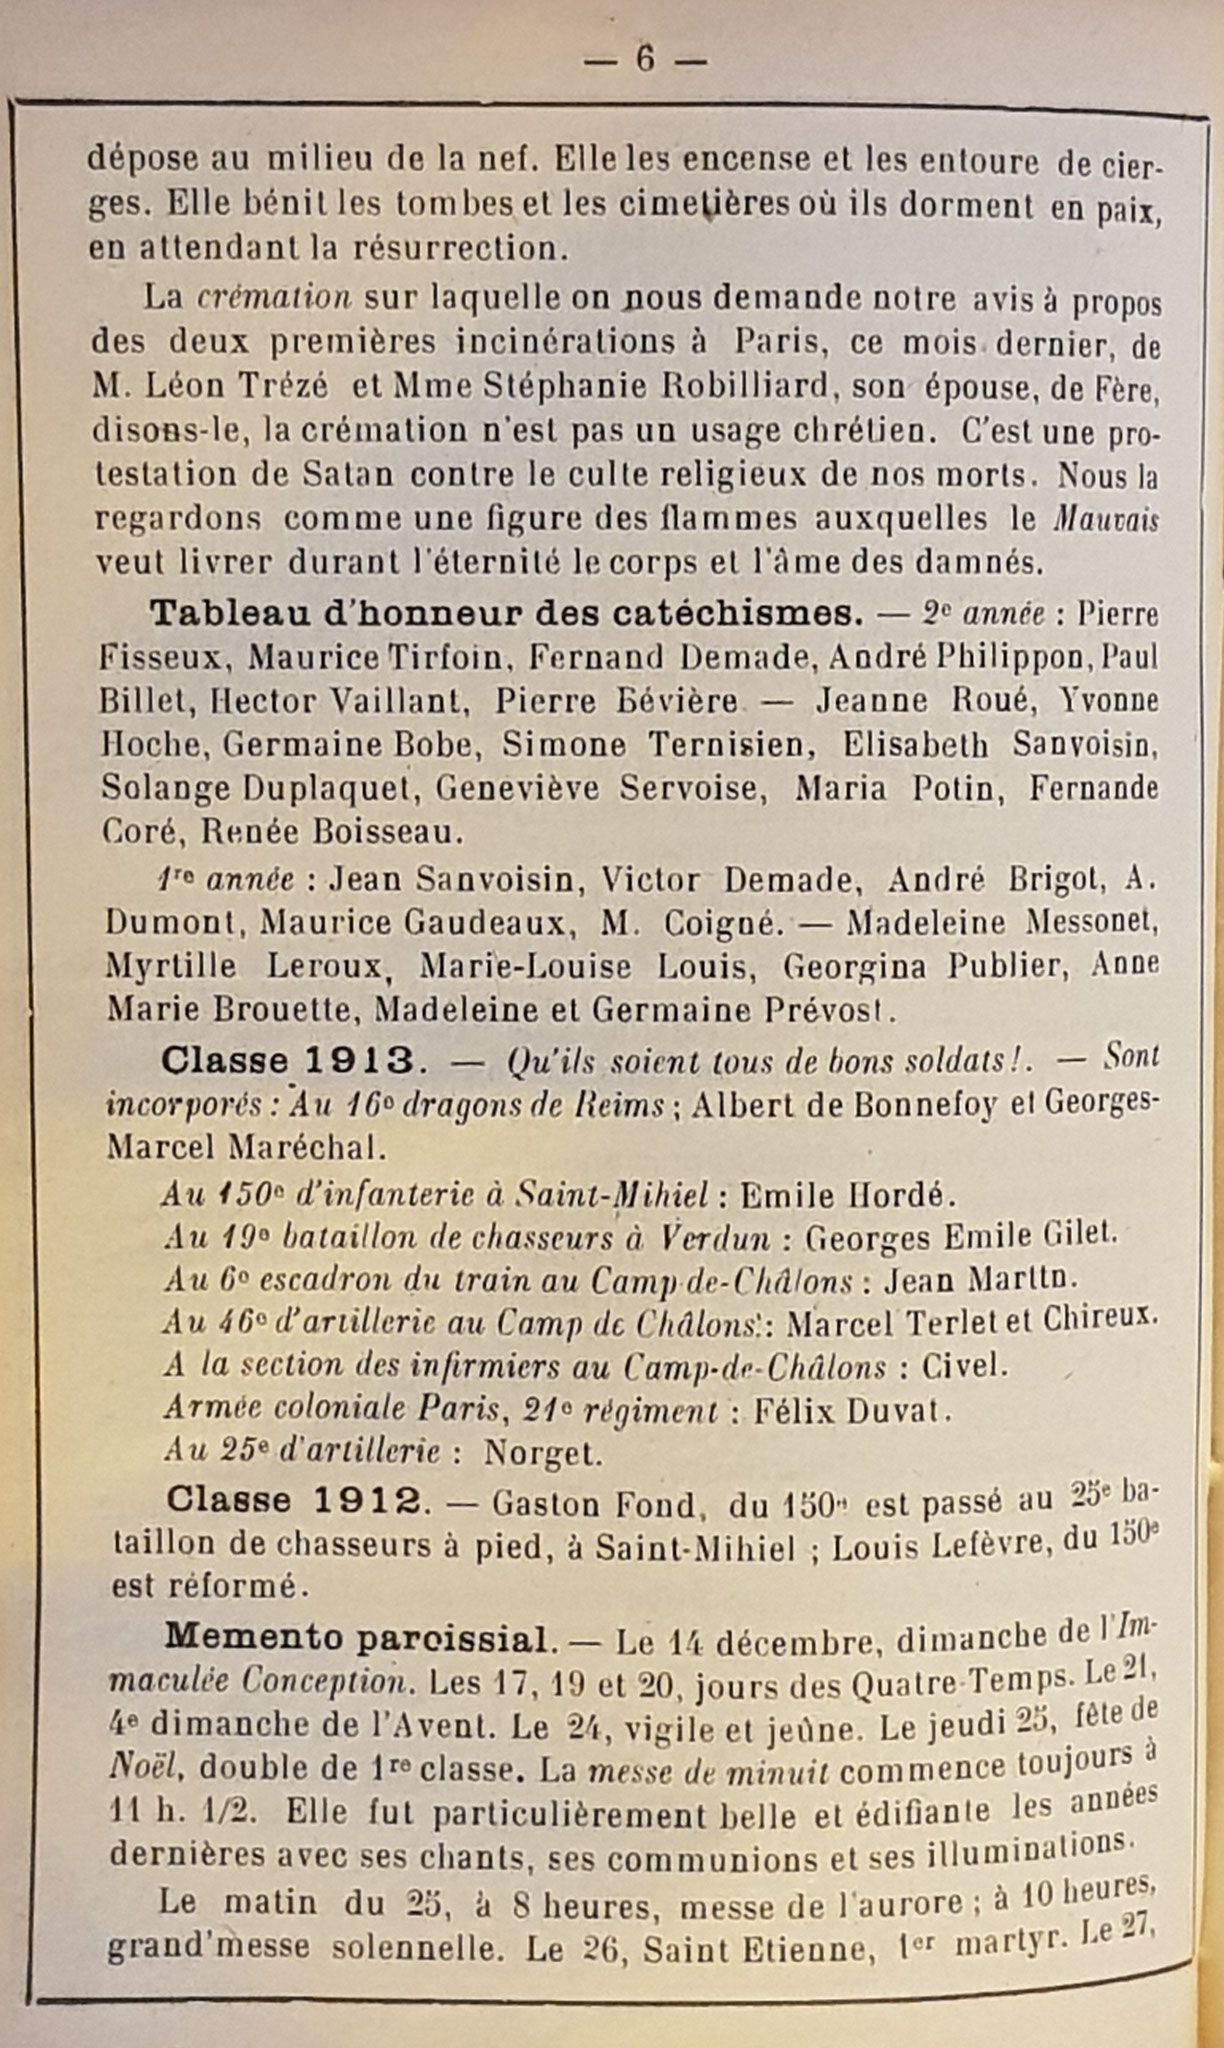 — 6 —
dépose au milieu de la nef. Elle les encense et les entoure de cier-
ges. Elle bénit les tombes et les cimetières où ils dorment en paix,
en attendant la résurrection.
La crémation sur laquelle on nous demande notre avis à propos
des deux premières incinérations à Paris, ce mois dernier, de
M. Léon Trézé et Mme Stéphanie Robilliard, son épouse, de Fère,
disons-le, la crémation n'est pas un usage chrétien. C'est une pro-
testation de Satan contre le culte religieux de nos morts. Nous la
regardons comme une figure des flammes auxquelles le Mauvais
veut livrer durant l'éternité le corps et l'âme des damnés.
Tableau d'honneur des catéchismes. — 2e année : Pierre
Fisseux, Maurice Tirfoin, Fernand Demade, André Philippon, Paul
Billet, Hector Vaillant, Pierre Bévière — Jeanne Roué, Yvonne
Hoche, Germaine Bobe, Simone Ternisien, Elisabeth Sanvoisin,
Solange Duplaquet, Geneviève Servoise, Maria Potin, Fernande
Coré, Renée Boisseau.
1re année : Jean Sanvoisin, Victor Demade, André Brigot, A.
Dumont, Maurice Gaudeaux, M. Coigné. — Madeleine Messonet,
Myrtille Leroux, Marie-Louise Louis, Georgina Publier, Anne
Marie Brouette, Madeleine et Germaine Prévost.
Classe 1913. — Qu'ils soient tous de bons soldats!. — Sont
incorporés : Au 16e dragons de Reims ; Albert de Bonnefoy et Georges-
Marcel Maréchal.
Au 150e d'infanterie à Saint-Mihiel : Emile Hordé.
Au 19e bataillon de chasseurs à Verdun : Georges Emile Gilet.
Au 6e escadron du train au Camp-de-Châlons : Jean Martin.
Au 46e d'artillerie au Camp de Châlons : Marcel Terlet et Chireux.
A la section des infirmiers au Camp-de-Châlons : Civel.
Armée coloniale Paris, 21e régiment : Félix Duvat.
Au 25e d'artillerie : Norget.
Classe 1912. — Gaston Fond, du 150e est passé au 25e ba-
taillon de chasseurs à pied, à Saint-Mihiel ; Louis Lefèvre, du 150e
est réformé.
Memento paroissial. — Le 14 décembre, dimanche de l'Im-
maculée Conception. Les 17, 19 et 20, jours des Quatre-Temps. Le 21,
4e dimanche de l'Avent. Le 24, vigile et jeûne. Le jeudi 25, fête de
Noël, double de 1re classe. La messe de minuit commence toujours à
11 h. 1/2. Elle fut particulièrement belle et édifiante les années
dernières avec ses chants, ses communions et ses illuminations.
Le matin du 25, à 8 heures, messe de l'aurore ; à 10 heures,
grand'messe solennelle. Le 26, Saint Etienne, 1er martyr. Le 27,